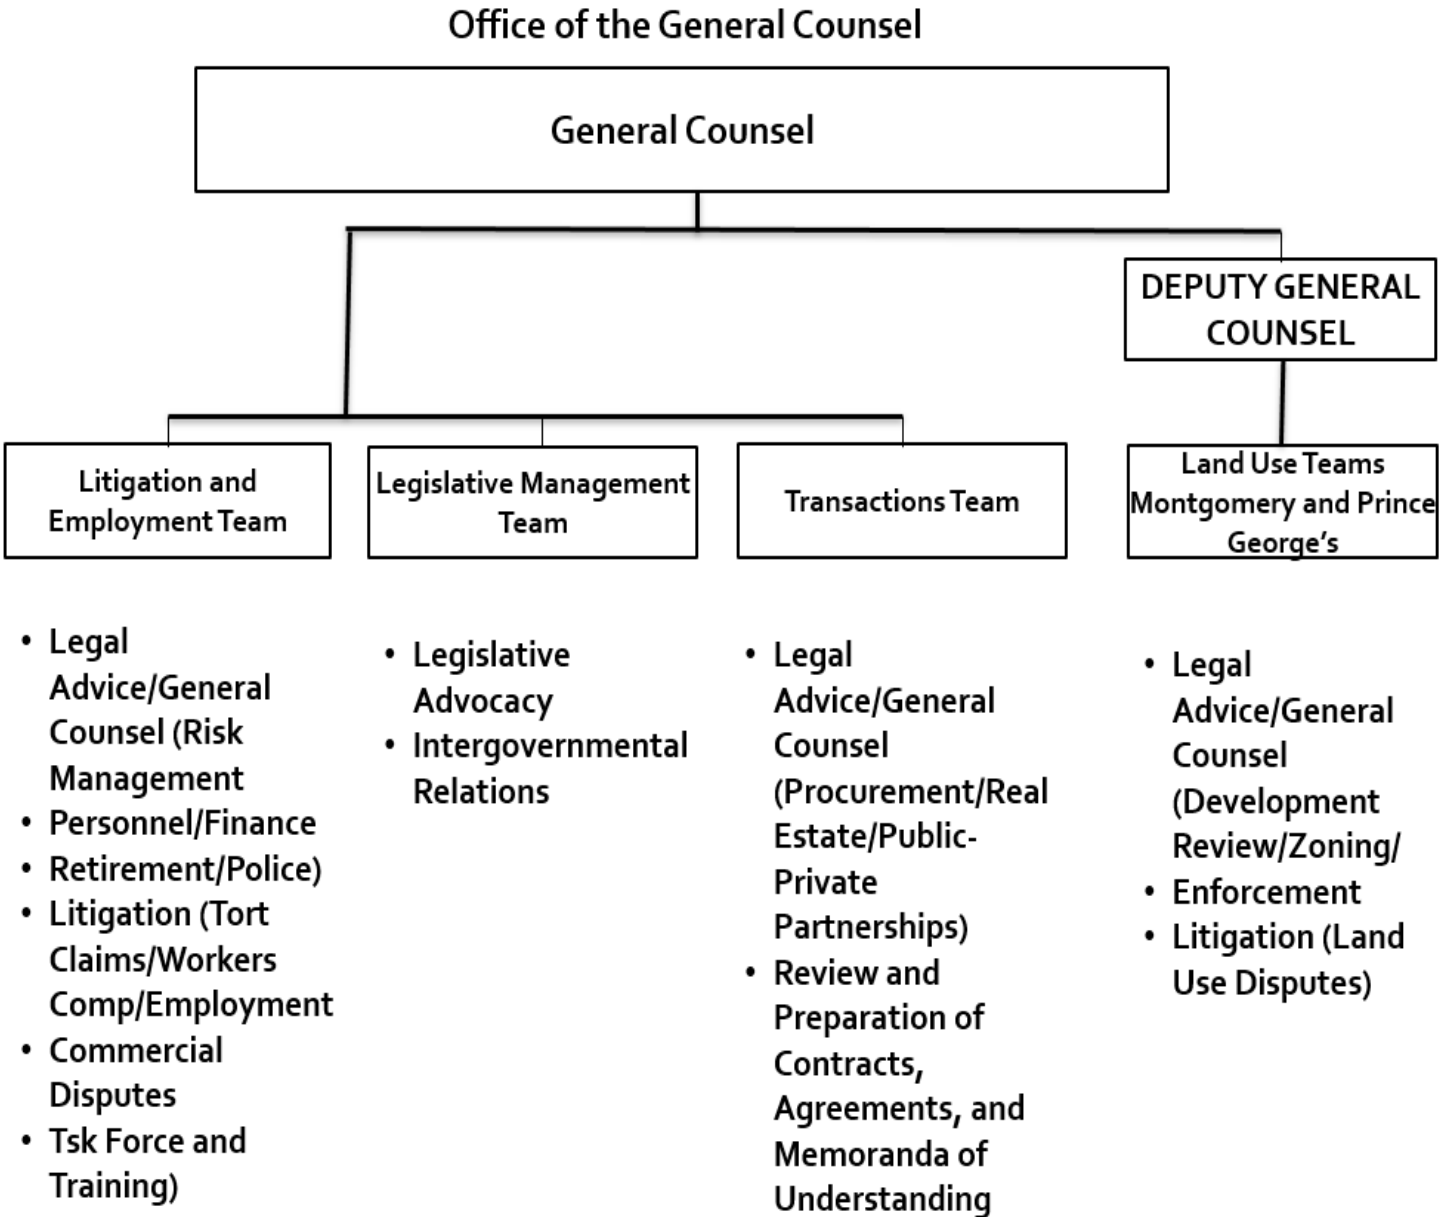 Office of the General Counsel
General Counsel
DEPUTY GENERAL
COUNSEL
Litigation and
Employment Team
Legislative Management
Team
Transactions Team
Land Use Teams
Montgomery and Prince
George’s
• Legal
Advice/General
Counsel (Risk
Management
• Personnel/Finance
• Retirement/Police)
• Litigation (Tort
Claims/Workers
Comp/Employment
• Commercial
Disputes
• Tsk Force and
Training)
• Legislative
Advocacy
• Intergovernmental
Relations
• Legal
Advice/General
Counsel
(Procurement/Real
Estate/Public-
Private
Partnerships)
• Review and
Preparation of
Contracts,
Agreements, and
Memoranda of
Understanding
• Legal
Advice/General
Counsel
(Development
Review/Zoning/
• Enforcement
• Litigation (Land
Use Disputes)